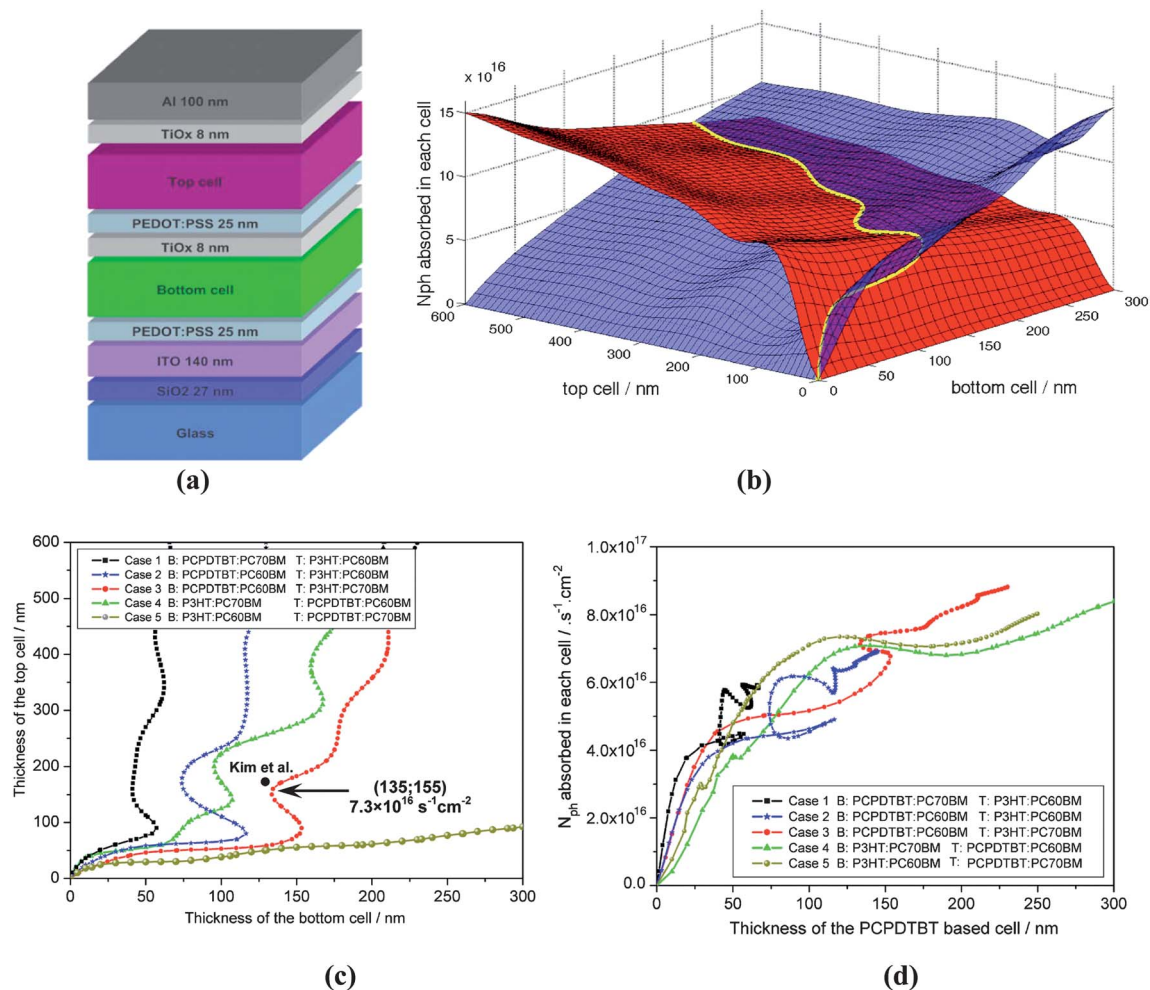 Al 100 nm
TiOx 8 nm
Top cell
PEDOT:PSS 25 nm
TiOx 8 nm
Bottom cell
PEDOT:PSS 25 nm
ITO 140 nm
SiO2 27 nm
Glass
(a)
x 10^16
Nph absorbed in each cell
15
10
5
0
600
500
400
300
200
100
0
top cell / nm
0
50
100
150
200
250
300
bottom cell / nm
(b)
Thickness of the top cell / nm
600
500
400
300
200
100
0
Case 1 B: PCPDTBT:PC70BM T: P3HT:PC60BM
Case 2 B: PCPDTBT:PC60BM T: P3HT:PC60BM
Case 3 B: PCPDTBT:PC60BM T: P3HT:PC70BM
Case 4 B: P3HT:PC70BM T: PCPDTBT:PC60BM
Case 5 B: P3HT:PC60BM T: PCPDTBT:PC70BM
Kim et al.
(135;155)
7.3×10^16 s^-1cm^-2
0 50 100 150 200 250 300
Thickness of the bottom cell / nm
(c)
N_ph absorbed in each cell / .s^-1.cm^-2
1.0x10^17
8.0x10^16
6.0x10^16
4.0x10^16
2.0x10^16
0.0
Case 1 B: PCPDTBT:PC70BM T: P3HT:PC60BM
Case 2 B: PCPDTBT:PC60BM T: P3HT:PC60BM
Case 3 B: PCPDTBT:PC60BM T: P3HT:PC70BM
Case 4 B: P3HT:PC70BM T: PCPDTBT:PC60BM
Case 5 B: P3HT:PC60BM T: PCPDTBT:PC70BM
0 50 100 150 200 250 300
Thickness of the PCPDTBT based cell / nm
(d)